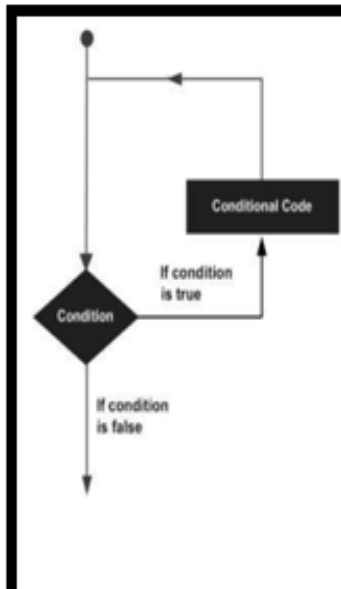 Conditional Code
If condition
is true
Condition
If condition
is false